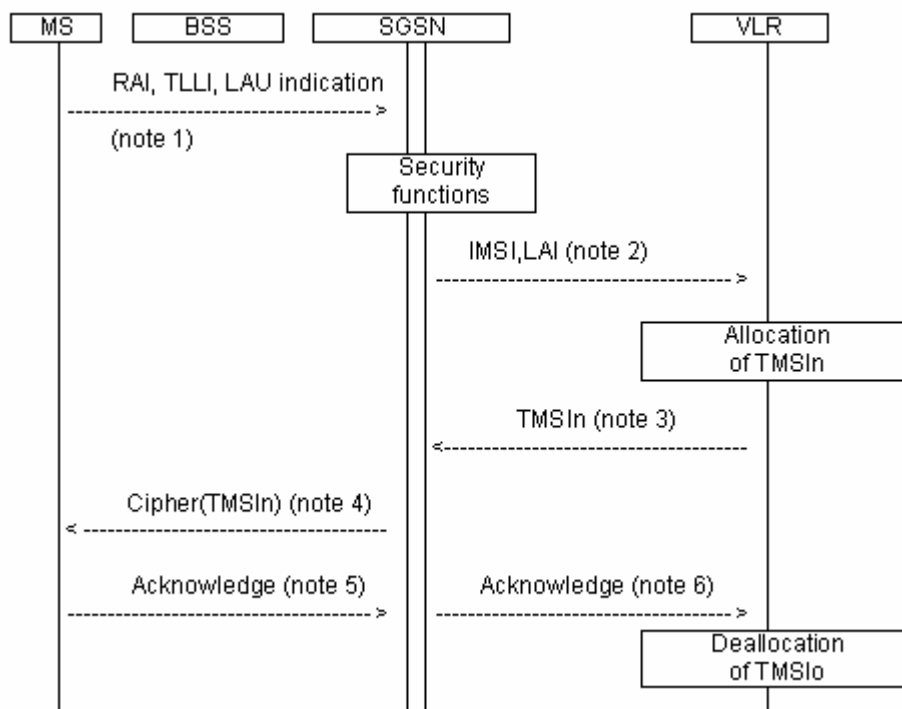 MS BSS SGSN VLR
RAI, TLLI, LAU indication
(note 1)
Security
functions
IMSI,LAI (note 2)
Allocation
of TMSIn
TMSIn (note 3)
Cipher(TMSIn) (note 4)
Acknowledge (note 5) Acknowledge (note 6)
Deallocation
of TMSIo